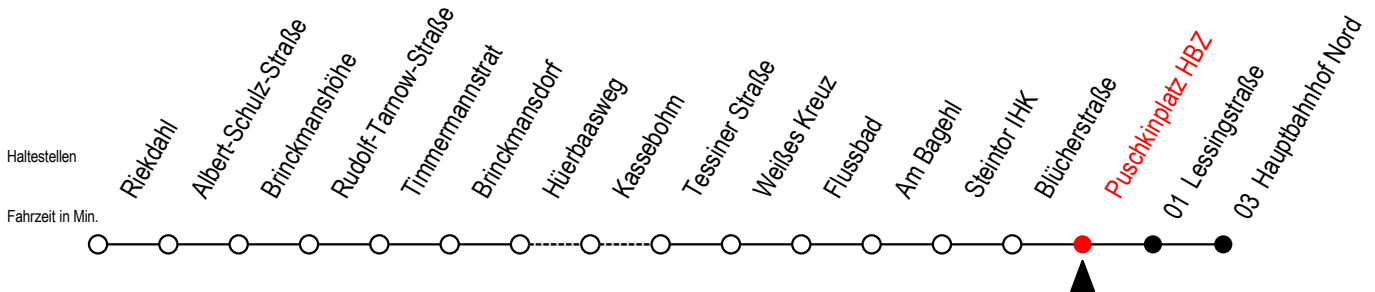 Haltestellen
Fahrzeit in Min.
Riekdahl
Albert-Schulz-Straße
Brinckmanshöhe
Rudolf-Tarnow-Straße
Timmermannstrat
Brinckmansdorf
Hüerbaasweg
Kassebohm
Tessiner Straße
Weißes Kreuz
Flussbad
Am Bagehl
Steintor IHK
Blücherstraße
Puschkinplatz HBZ
01 Lessingstraße
03 Hauptbahnhof Nord